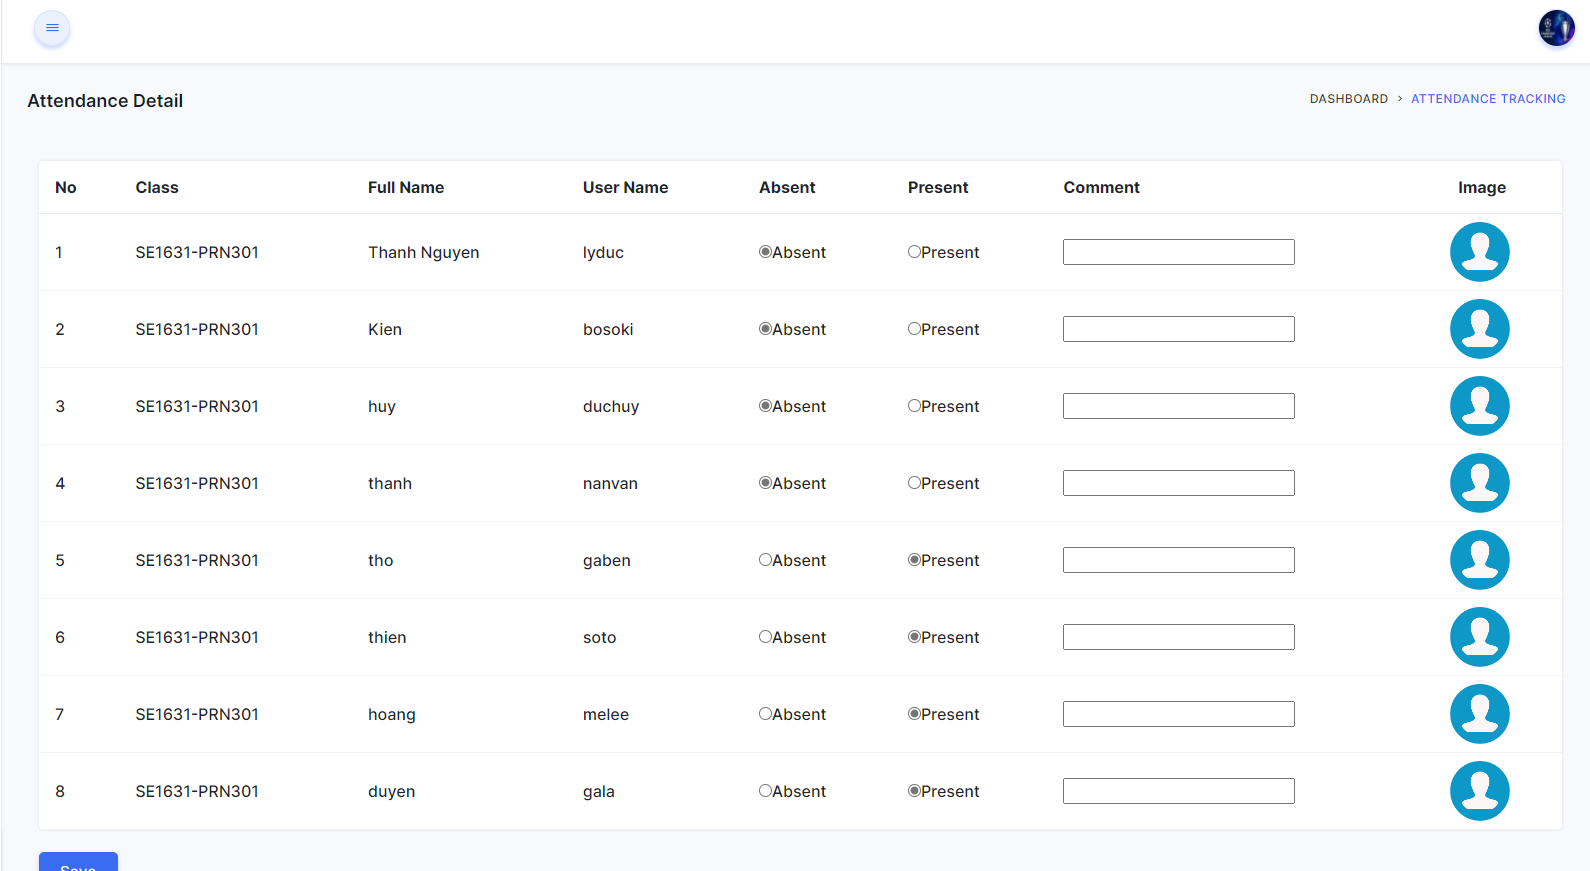 Attendance Detail
DASHBOARD > ATTENDANCE TRACKING
No Class Full Name User Name Absent Present Comment Image
1 SE1631-PRN301 Thanh Nguyen lyduc Absent Present
2 SE1631-PRN301 Kien bosoki Absent Present
3 SE1631-PRN301 huy duchuy Absent Present
4 SE1631-PRN301 thanh nanvan Absent Present
5 SE1631-PRN301 tho gaben Absent Present
6 SE1631-PRN301 thien soto Absent Present
7 SE1631-PRN301 hoang melee Absent Present
8 SE1631-PRN301 duyen gala Absent Present
Save